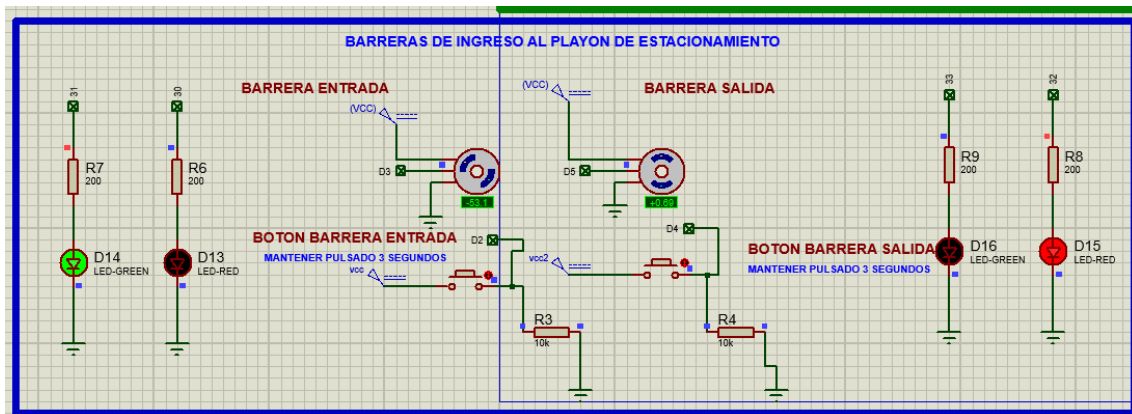 BARRERAS DE INGRESO AL PLAYON DE ESTACIONAMIENTO
BARRERA ENTRADA
BARRERA SALIDA
(VCC)
(VCC)
31
30
33
32
R7
200
R6
200
R9
200
R8
200
D3
D5
-53.1
+0.69
D2
D4
BOTON BARRERA ENTRADA
MANTENER PULSADO 3 SEGUNDOS
BOTON BARRERA SALIDA
MANTENER PULSADO 3 SEGUNDOS
vcc
vcc2
D14
LED-GREEN
D13
LED-RED
D16
LED-GREEN
D15
LED-RED
R3
10k
R4
10k